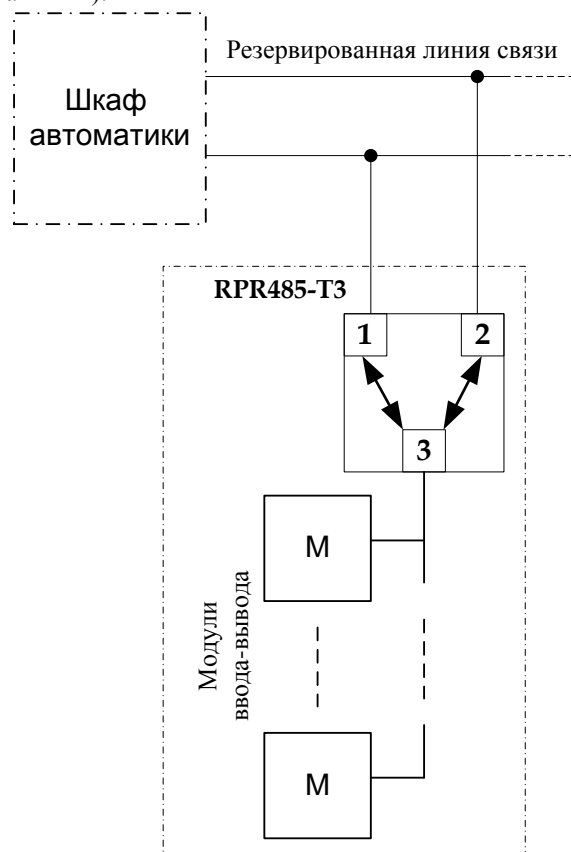 Резервированная линия связи
Шкаф
автоматики
RPR485-T3
1
2
3
М
Модули
ввода-вывода
М